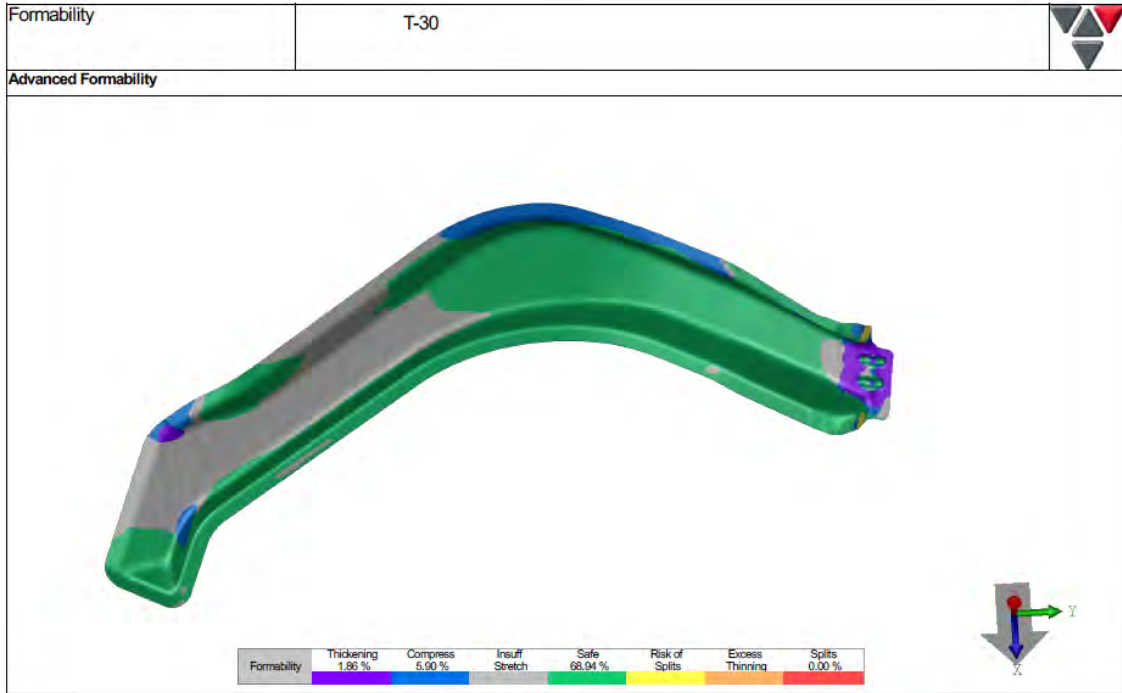 Formability
T-30
Advanced Formability
Y
X
Formability
Thickening
1.86 %
Compress
5.90 %
Insuff
Stretch
Safe
68.94 %
Risk of
Splits
Excess
Thinning
Splits
0.00 %